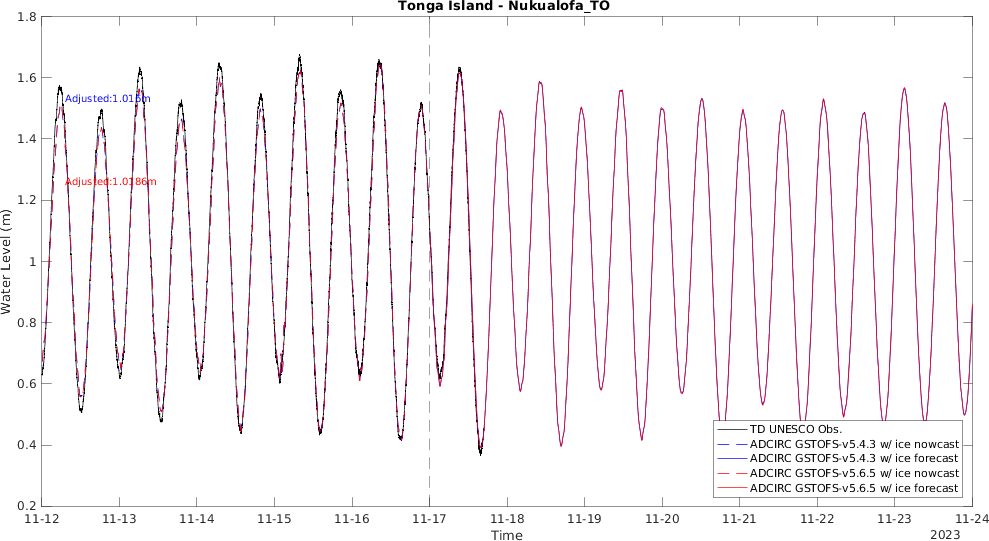 Tonga Island - Nukualofa_TO
1.8
1.6
1.4
1.2
1
0.8
0.6
0.4
0.2
Water Level (m)
Adjusted:1.016m
Adjusted:1.0186m
TD UNESCO Obs.
ADCIRC GSTOFS-v5.4.3 w/ ice nowcast
ADCIRC GSTOFS-v5.4.3 w/ ice forecast
ADCIRC GSTOFS-v5.6.5 w/ ice nowcast
ADCIRC GSTOFS-v5.6.5 w/ ice forecast
11-12 11-13 11-14 11-15 11-16 11-17 11-18 11-19 11-20 11-21 11-22 11-23 11-24
Time
2023